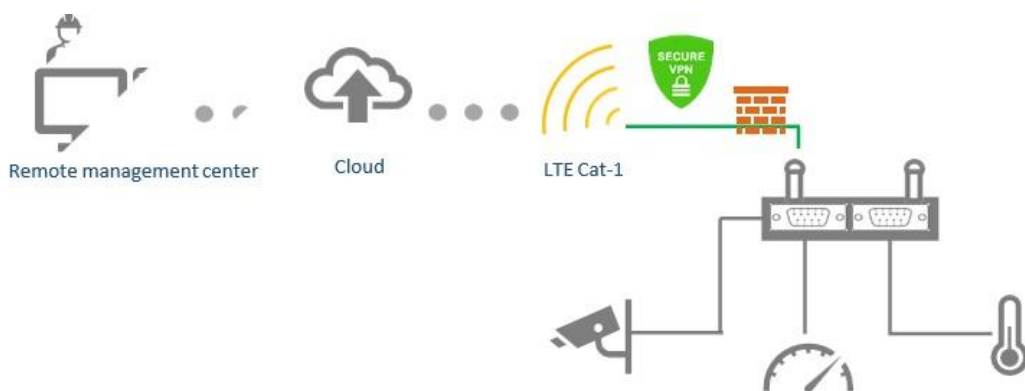 SECURE
VPN
Remote management center
Cloud
LTE Cat-1